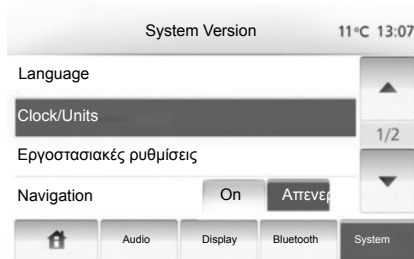 System Version 11°C 13:07
Language
Clock/Units
1/2
Εργοστασιακές ρυθμίσεις
Navigation On
Audio Display Bluetooth System